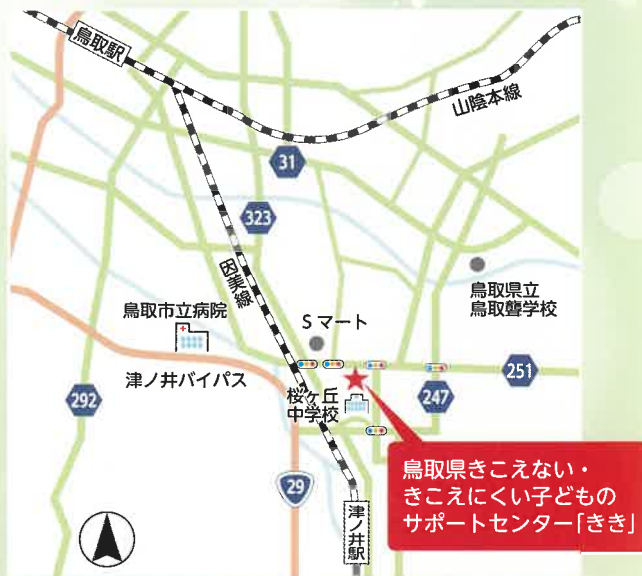 鳥取駅
山陰本線
31
323
因美線
鳥取県立
鳥取聾学校
鳥取市立病院
Sマート
津ノ井バイパス
251
292
桜ヶ丘
中学校
247
29
津ノ井駅
鳥取県きこえない・
きこえにくい子どもの
サポートセンター「きき」